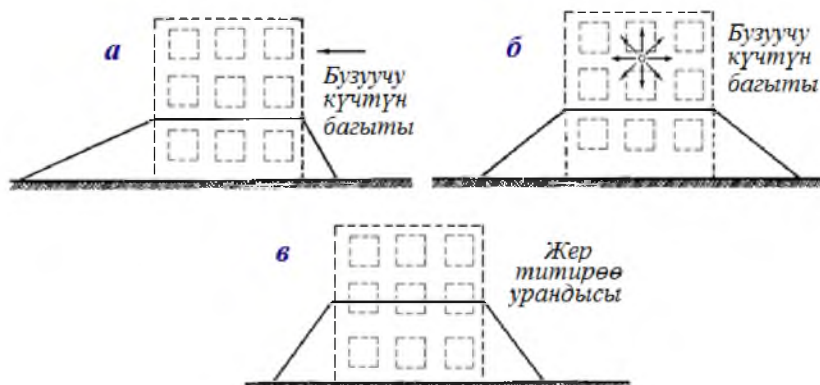 а
Бузуучу
күчтүн
багыты
б
Бузуучу
күчтүн
багыты
в
Жер
титирөө
урандысы